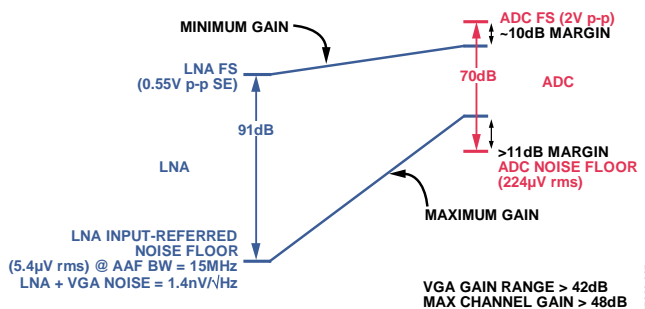 MINIMUM GAIN
ADC FS (2V p-p)
~10dB MARGIN
LNA FS
(0.55V p-p SE)
70dB
ADC
91dB
LNA
>11dB MARGIN
ADC NOISE FLOOR
(224µV rms)
MAXIMUM GAIN
LNA INPUT-REFERRED
NOISE FLOOR
(5.4µV rms) @ AAF BW = 15MHz
LNA + VGA NOISE = 1.4nV/√Hz
VGA GAIN RANGE > 42dB
MAX CHANNEL GAIN > 48dB